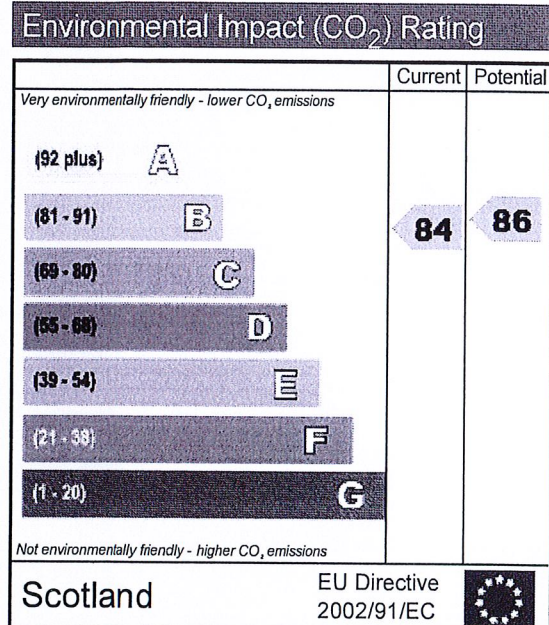 Environmental Impact (CO₂) Rating
Current Potential
Very environmentally friendly - lower CO₂ emissions
(92 plus) A
(81 - 91) B
84 86
(69 - 80) C
(55 - 68) D
(39 - 54) E
(21 - 38) F
(1 - 20) G
Not environmentally friendly - higher CO₂ emissions
Scotland
EU Directive
2002/91/EC